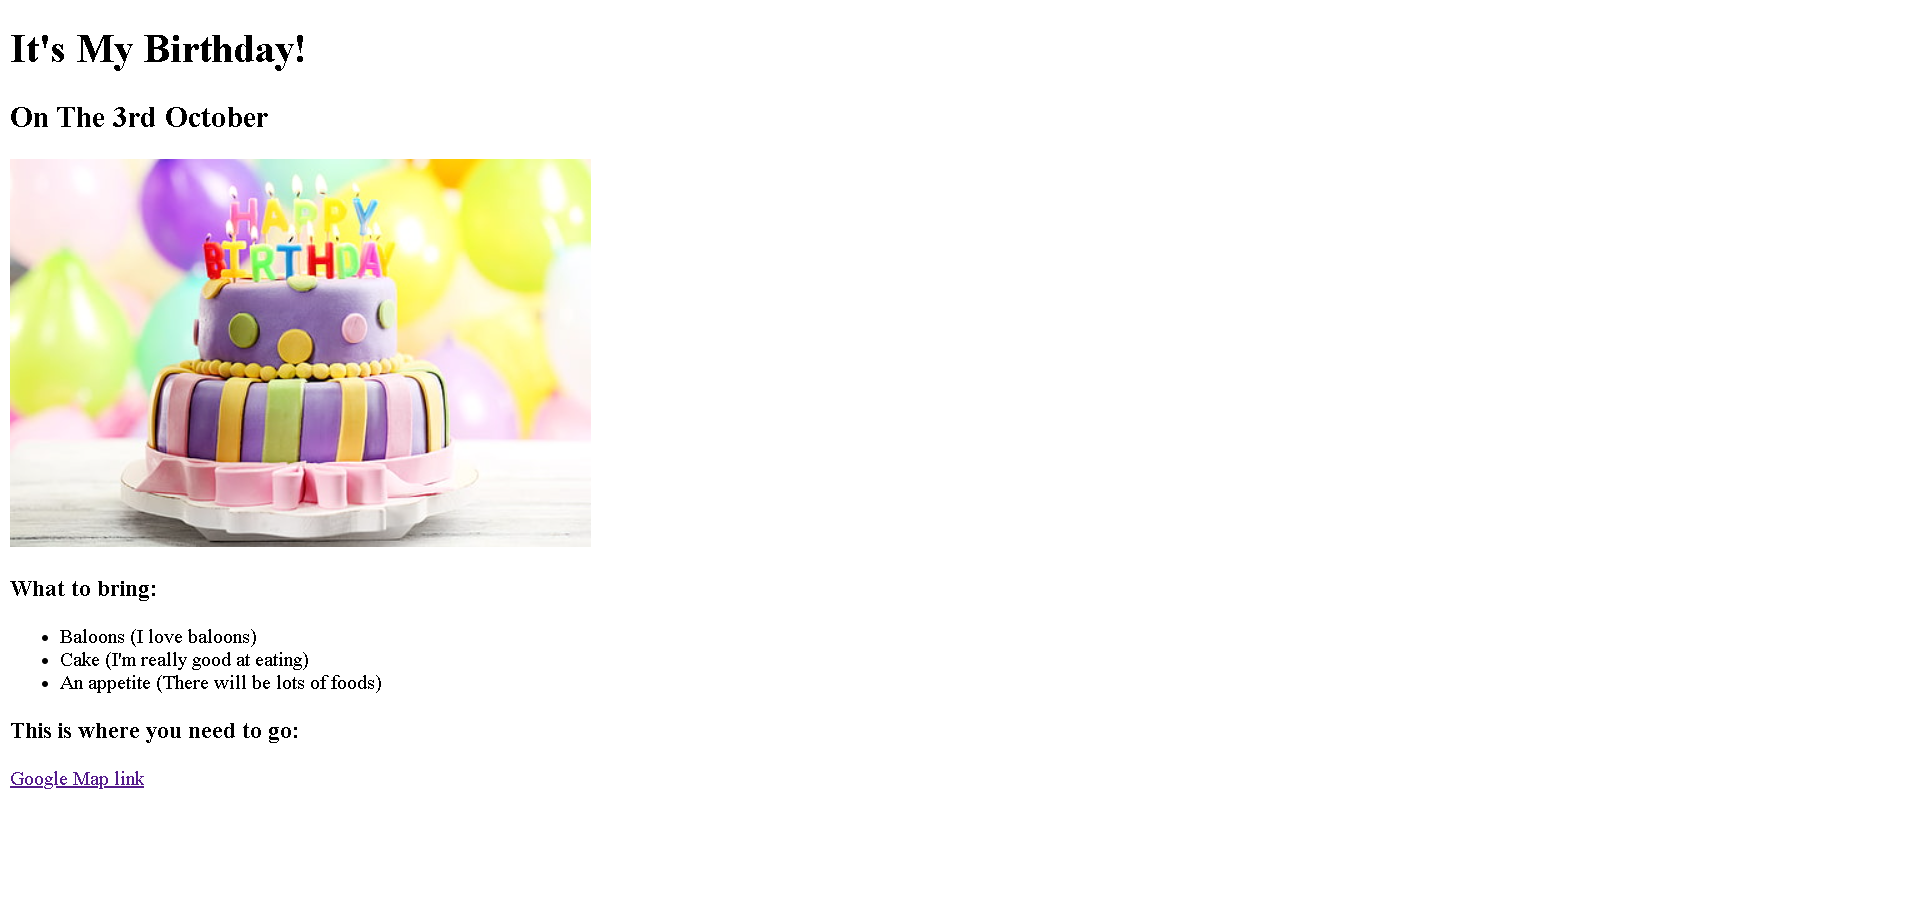 It's My Birthday!
On The 3rd October
HAPPY
BIRTHDAY
What to bring:
Baloons (I love baloons)
Cake (I'm really good at eating)
An appetite (There will be lots of foods)
This is where you need to go:
Google Map link